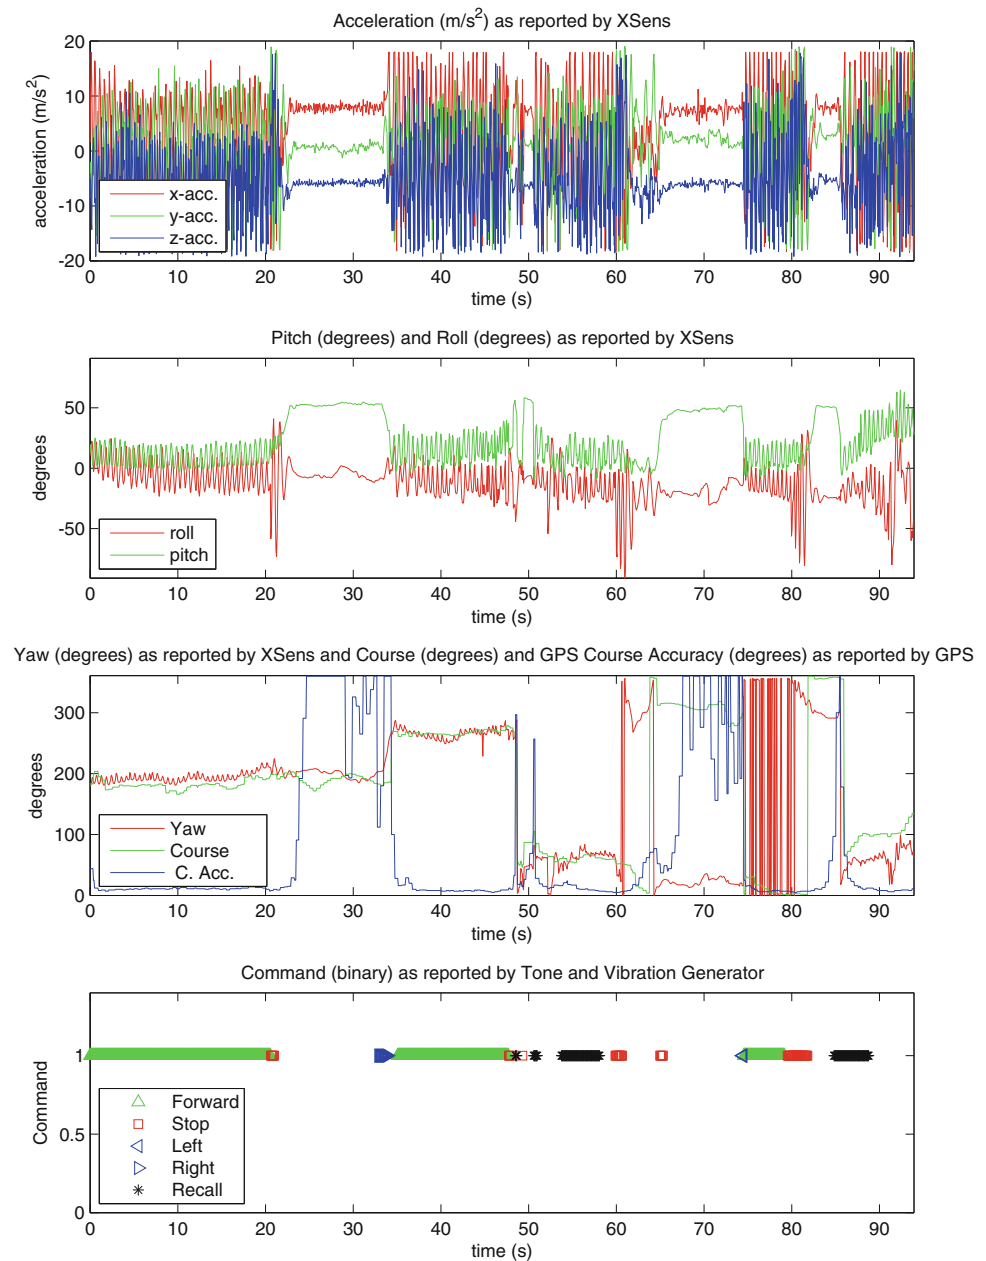 Acceleration (m/s2) as reported by XSens
acceleration (m/s2)
20
10
0
-10
-20
x-acc.
y-acc.
z-acc.
0 10 20 30 40 50 60 70 80 90
time (s)
Pitch (degrees) and Roll (degrees) as reported by XSens
degrees
50
0
-50
roll
pitch
0 10 20 30 40 50 60 70 80 90
time (s)
Yaw (degrees) as reported by XSens and Course (degrees) and GPS Course Accuracy (degrees) as reported by GPS
degrees
300
200
100
0
Yaw
Course
C. Acc.
0 10 20 30 40 50 60 70 80 90
time (s)
Command (binary) as reported by Tone and Vibration Generator
Command
1
0.5
0
Forward
Stop
Left
Right
Recall
0 10 20 30 40 50 60 70 80 90
time (s)